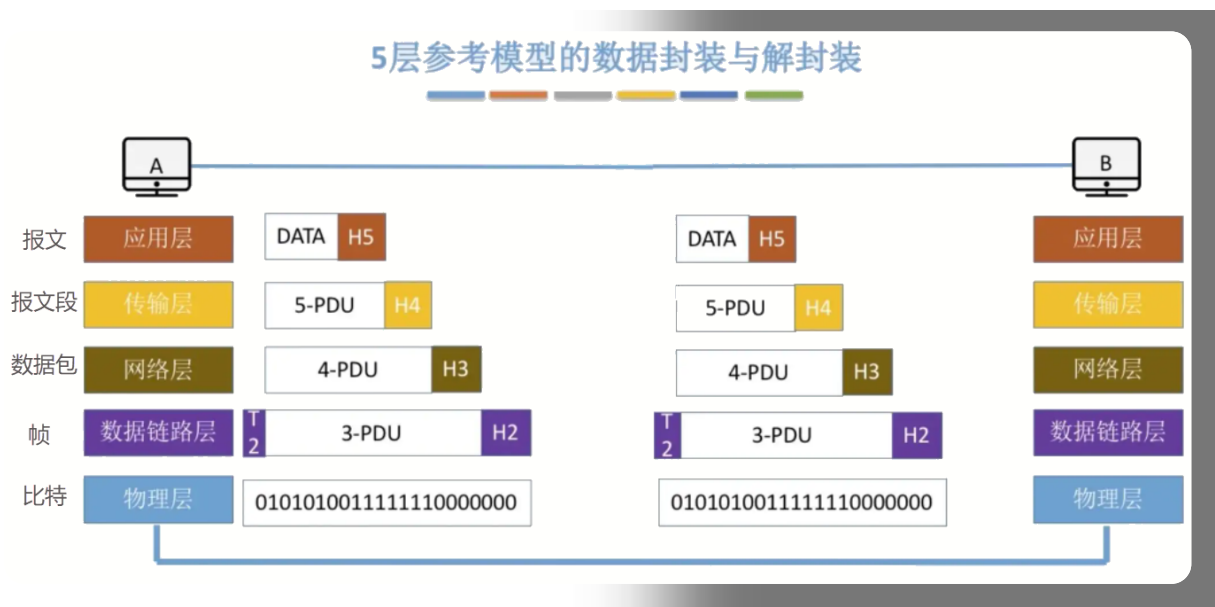 5层参考模型的数据封装与解封装
A
B
报文 应用层 DATA H5 DATA H5 应用层
报文段 传输层 5-PDU H4 5-PDU H4 传输层
数据包 网络层 4-PDU H3 4-PDU H3 网络层
帧 数据链路层 T2 3-PDU H2 T2 3-PDU H2 数据链路层
比特 物理层 01010100111111110000000 01010100111111110000000 物理层